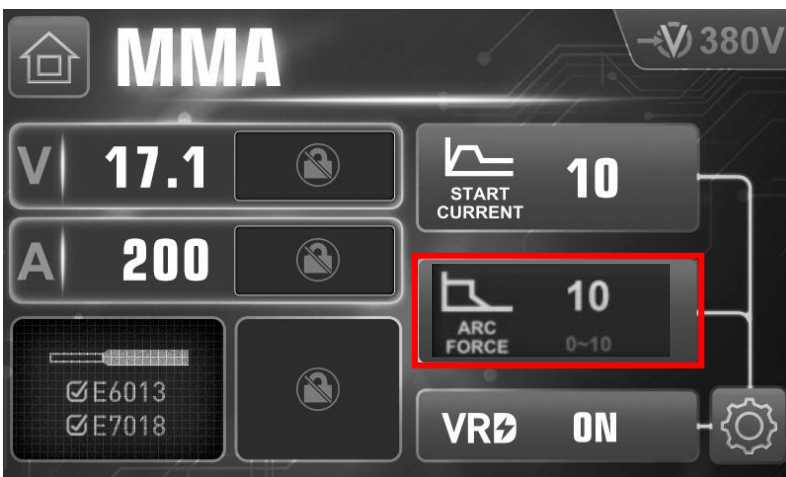 MMA
380V
V 17.1
A 200
START
CURRENT
10
ARC
FORCE
10
0~10
E6013
E7018
VRD ON